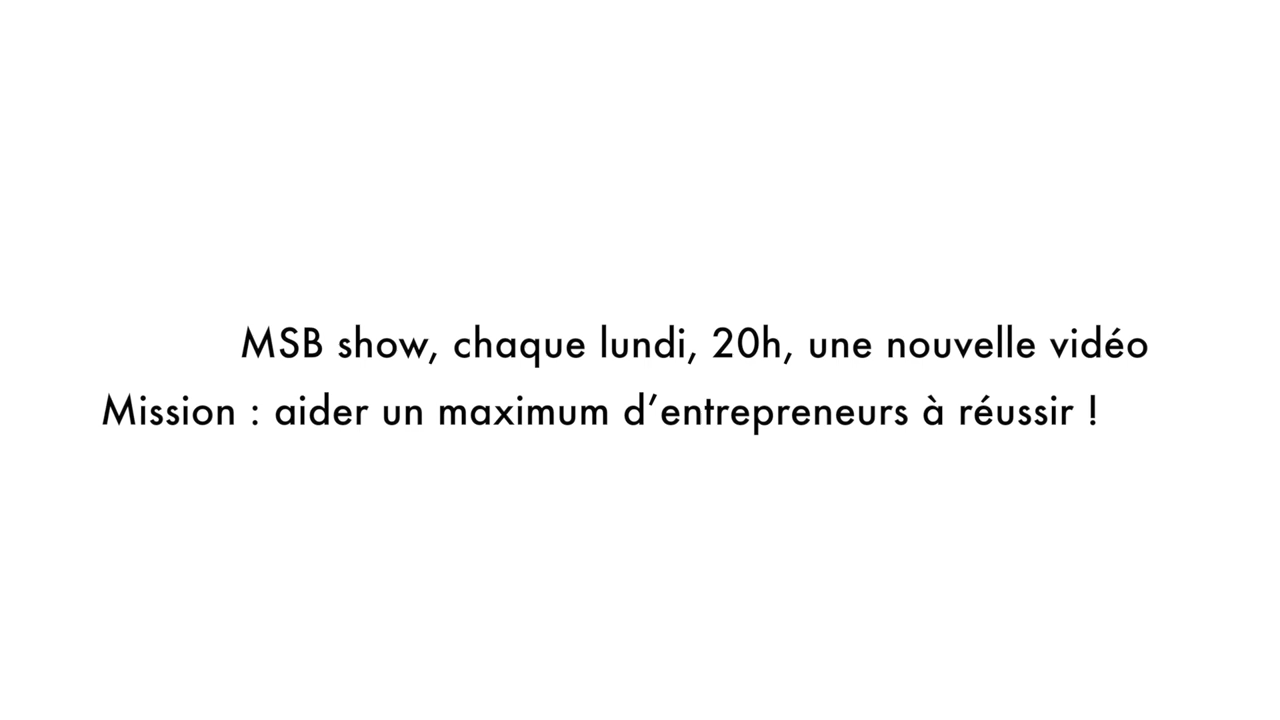 MSB show, chaque lundi, 20h, une nouvelle vidéo
Mission : aider un maximum d’entrepreneurs à réussir !